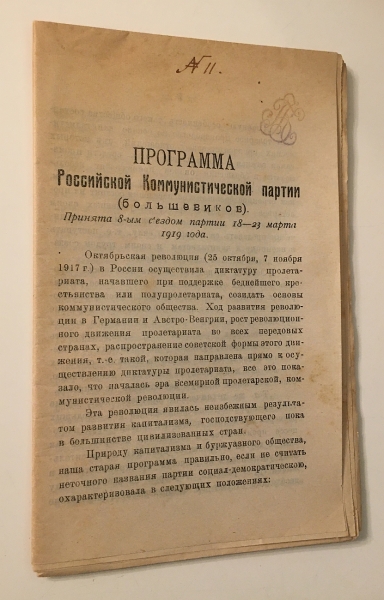 № 11.
ПРОГРАММА
Российской Коммунистической партии
(большевиков).
Принята 8-ым с'ездом партии 18—23 марта
1919 года.
Октябрьская революция (25 октября, 7 ноября
1917 г.) в России осуществила диктатуру пролета-
риата, начавшего при поддержке беднейшего кре-
стьянства или полупролетариата, созидать основы
коммунистического общества. Ход развития револю-
ции в Германии и Австро-Венгрии, рост революцион-
ного движения пролетариата во всех передовых
странах, распространение советской формы этого дви-
жения, т.-е. такой, которая направлена прямо к осу-
ществлению диктатуры пролетариата, все это пока-
зало, что началась эра всемирной пролетарской, ком-
мунистической революции.
Эта революция явилась неизбежным результа-
том развития капитализма, господствующего пока
в большинстве цивилизованных стран.
Природу капитализма и буржуазного общества,
наша старая программа правильно, если не считать
неточного названия партии социал-демократическою,
охарактеризовала в следующих положениях: